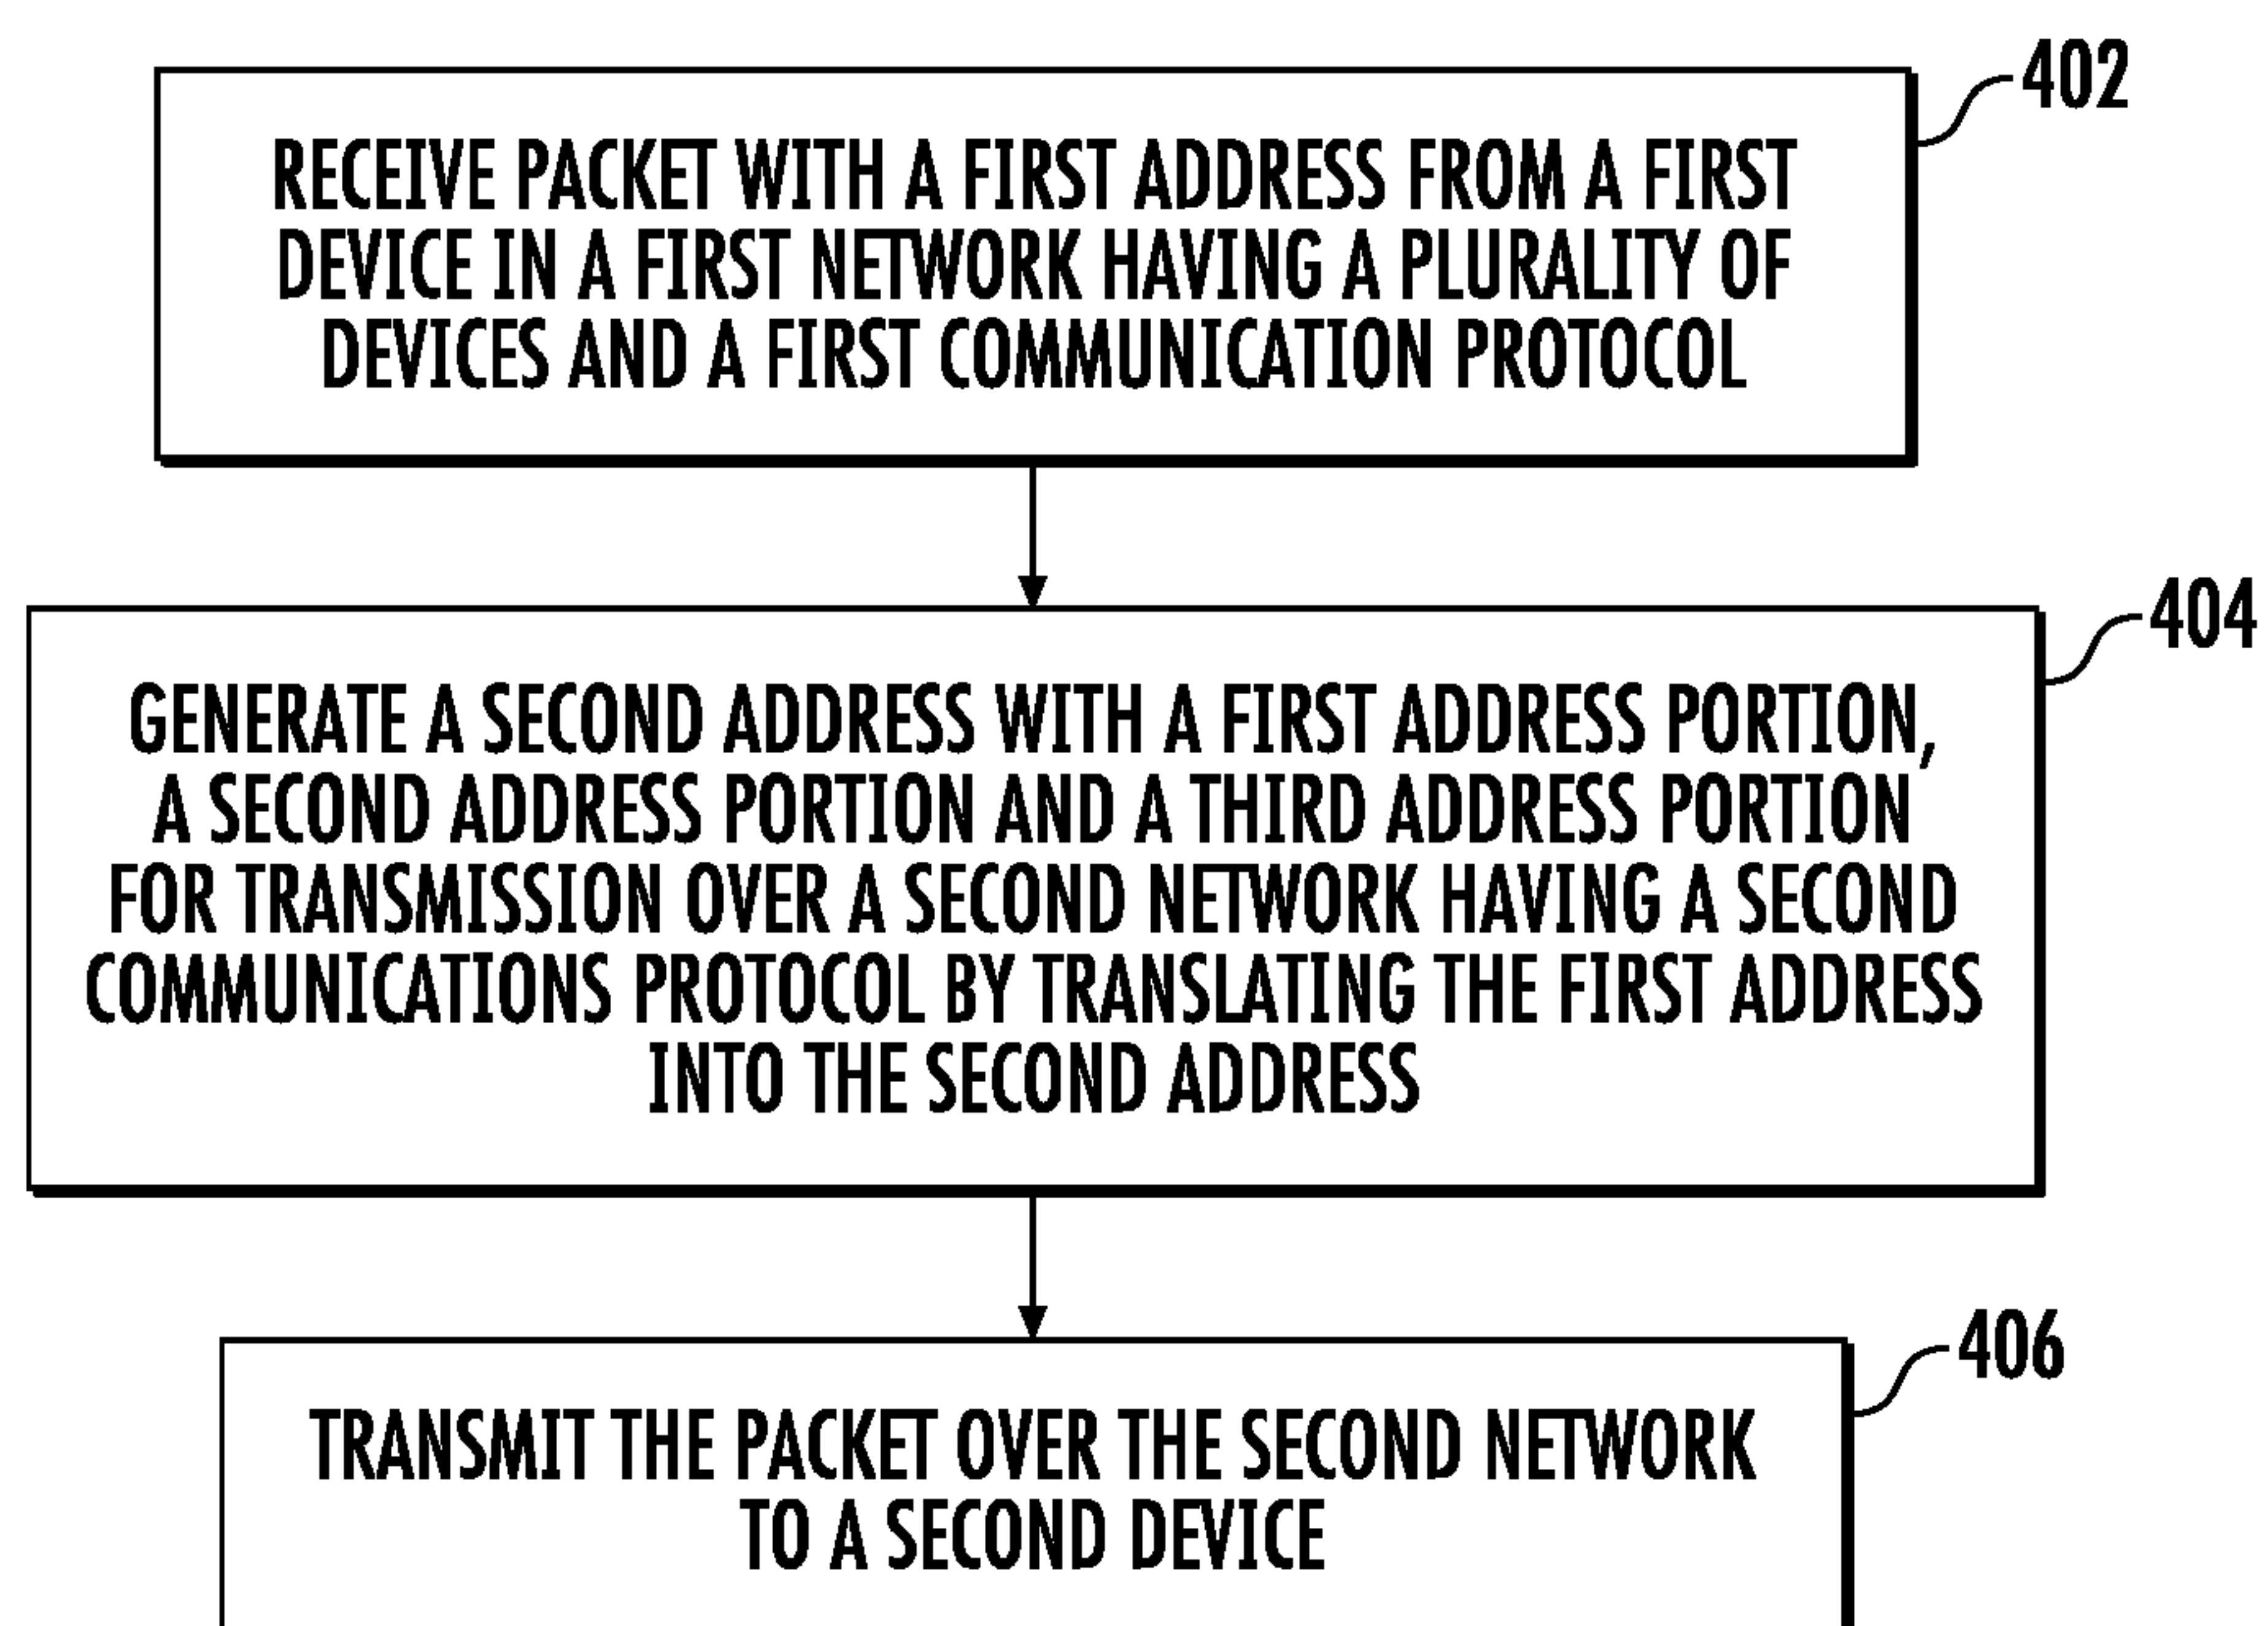 402
RECEIVE PACKET WITH A FIRST ADDRESS FROM A FIRST
DEVICE IN A FIRST NETWORK HAVING A PLURALITY OF
DEVICES AND A FIRST COMMUNICATION PROTOCOL
404
GENERATE A SECOND ADDRESS WITH A FIRST ADDRESS PORTION,
A SECOND ADDRESS PORTION AND A THIRD ADDRESS PORTION
FOR TRANSMISSION OVER A SECOND NETWORK HAVING A SECOND
COMMUNICATIONS PROTOCOL BY TRANSLATING THE FIRST ADDRESS
INTO THE SECOND ADDRESS
406
TRANSMIT THE PACKET OVER THE SECOND NETWORK
TO A SECOND DEVICE